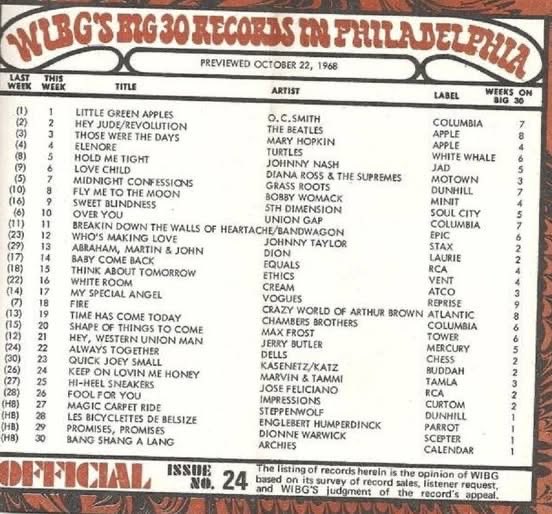 WIBG'S BIG 30 RECORDS IN PHILADELPHIA
PREVIEWED OCTOBER 22, 1968
LAST WEEK THIS WEEK TITLE ARTIST LABEL WEEKS ON BIG 30
(1) 1 LITTLE GREEN APPLES O.C. SMITH COLUMBIA 7
(2) 2 HEY JUDE/REVOLUTION THE BEATLES APPLE 8
(3) 3 THOSE WERE THE DAYS MARY HOPKIN APPLE 4
(4) 4 ELENORE TURTLES WHITE WHALE 6
(8) 5 HOLD ME TIGHT JOHNNY NASH JAD 5
(9) 6 LOVE CHILD DIANA ROSS & THE SUPREMES MOTOWN 3
(5) 7 MIDNIGHT CONFESSIONS GRASS ROOTS DUNHILL 7
(10) 8 FLY ME TO THE MOON BOBBY WOMACK MINIT 4
(16) 9 SWEET BLINDNESS 5TH DIMENSION SOUL CITY 5
(6) 10 OVER YOU UNION GAP COLUMBIA 7
(11) 11 BREAKIN DOWN THE WALLS OF HEARTACHE/BANDWAGON EPIC 6
(23) 12 WHO'S MAKING LOVE JOHNNY TAYLOR STAX 2
(29) 13 ABRAHAM, MARTIN & JOHN DION LAURIE 2
(17) 14 BABY COME BACK EQUALS RCA 4
(18) 15 THINK ABOUT TOMORROW ETHICS VENT 4
(22) 16 WHITE ROOM CREAM ATCO 3
(14) 17 MY SPECIAL ANGEL VOGUES REPRISE 9
(7) 18 FIRE CRAZY WORLD OF ARTHUR BROWN ATLANTIC 8
(13) 19 TIME HAS COME TODAY CHAMBERS BROTHERS COLUMBIA 6
(15) 20 SHAPE OF THINGS TO COME MAX FROST TOWER 6
(12) 21 HEY, WESTERN UNION MAN JERRY BUTLER MERCURY 5
(24) 22 ALWAYS TOGETHER DELLS CHESS 2
(30) 23 QUICK JOEY SMALL KASENETZ/KATZ BUDDAH 2
(26) 24 KEEP ON LOVIN ME HONEY MARVIN & TAMMI TAMLA 3
(27) 25 HI-HEEL SNEAKERS JOSE FELICIANO RCA 2
(28) 26 FOOL FOR YOU IMPRESSIONS CURTOM 2
(HB) 27 MAGIC CARPET RIDE STEPPENWOLF DUNHILL 1
(HB) 28 LES BICYCLETTES DE BELSIZE ENGLEBERT HUMPERDINCK PARROT 1
(HB) 29 PROMISES, PROMISES DIONNE WARWICK SCEPTER 1
(HB) 30 BANG SHANG A LANG ARCHIES CALENDAR 1
OFFICIAL ISSUE NO. 24
The listing of records herein is the opinion of WIBG
based on its survey of record sales, listener request,
and WIBG'S judgment of the record's appeal.